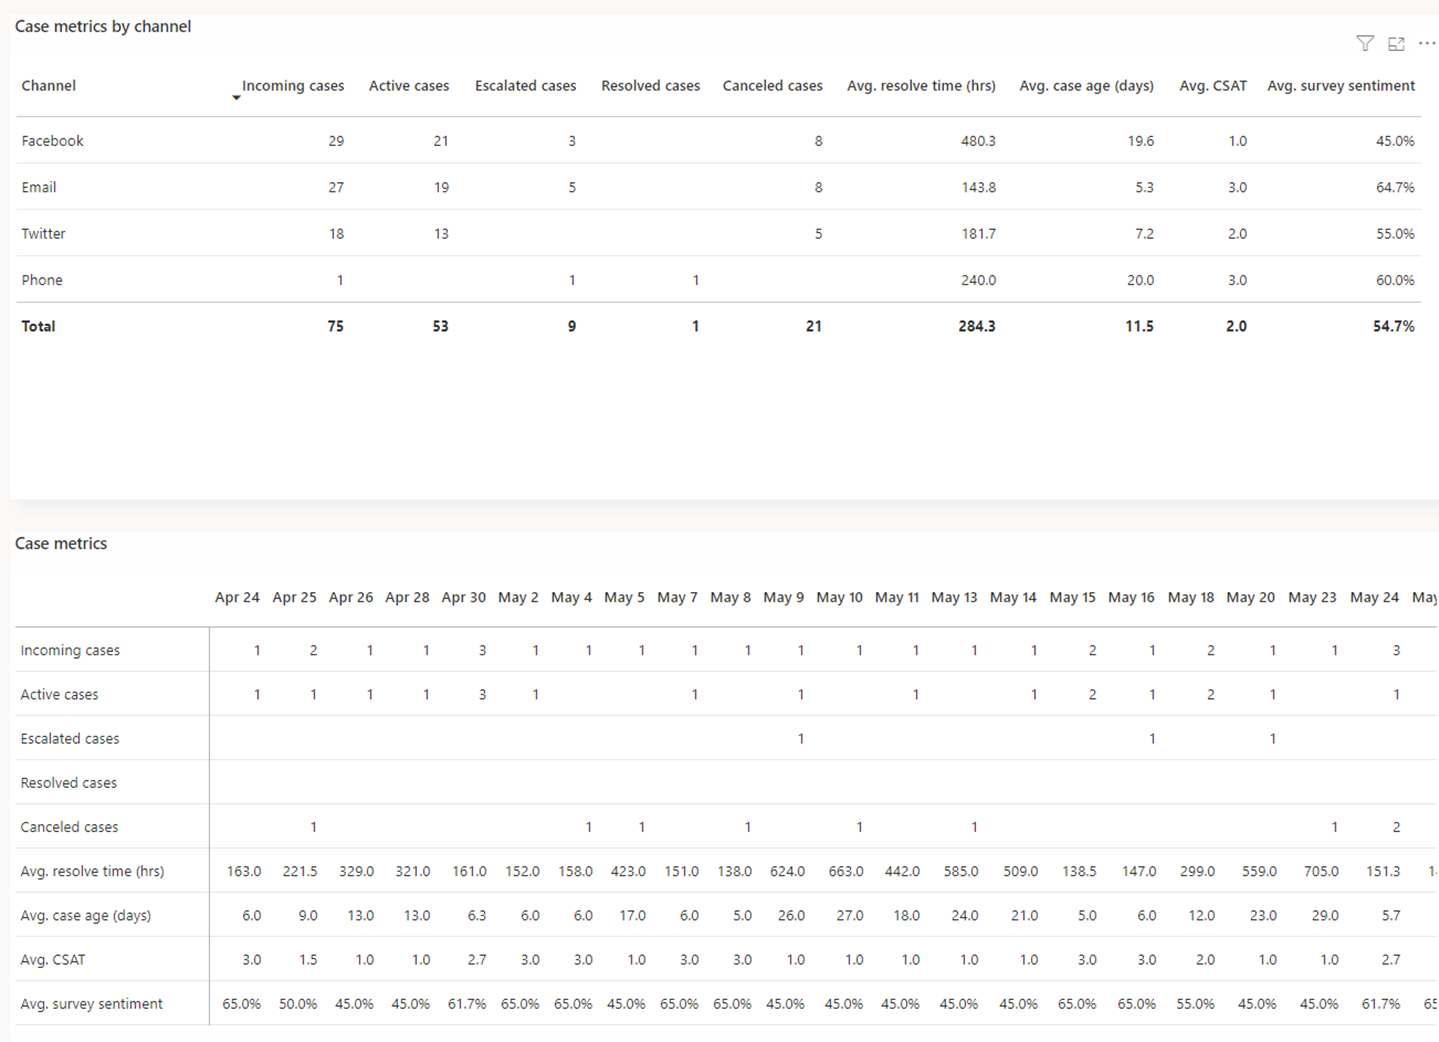 Case metrics by channel
Channel Incoming cases Active cases Escalated cases Resolved cases Canceled cases Avg. resolve time (hrs) Avg. case age (days) Avg. CSAT Avg. survey sentiment
Facebook 29 21 3 8 480.3 19.6 1.0 45.0%
Email 27 19 5 8 143.8 5.3 3.0 64.7%
Twitter 18 13 5 181.7 7.2 2.0 55.0%
Phone 1 1 1 240.0 20.0 3.0 60.0%
Total 75 53 9 1 21 284.3 11.5 2.0 54.7%
Case metrics
Apr 24 Apr 25 Apr 26 Apr 28 Apr 30 May 2 May 4 May 5 May 7 May 8 May 9 May 10 May 11 May 13 May 14 May 15 May 16 May 18 May 20 May 23 May 24 May
Incoming cases 1 2 1 1 3 1 1 1 1 1 1 1 1 1 1 2 1 2 1 1 3
Active cases 1 1 1 1 3 1 1 1 1 1 2 1 2 1 1
Escalated cases 1 1 1
Resolved cases
Canceled cases 1 1 1 1 1 1 1 2
Avg. resolve time (hrs) 163.0 221.5 329.0 321.0 161.0 152.0 158.0 423.0 151.0 138.0 624.0 663.0 442.0 585.0 509.0 138.5 147.0 299.0 559.0 705.0 151.3
Avg. case age (days) 6.0 9.0 13.0 13.0 6.3 6.0 6.0 17.0 6.0 5.0 26.0 27.0 18.0 24.0 21.0 5.0 6.0 12.0 23.0 29.0 5.7
Avg. CSAT 3.0 1.5 1.0 1.0 2.7 3.0 3.0 1.0 3.0 3.0 1.0 1.0 1.0 1.0 1.0 3.0 3.0 2.0 1.0 1.0 2.7
Avg. survey sentiment 65.0% 50.0% 45.0% 45.0% 61.7% 65.0% 65.0% 45.0% 65.0% 65.0% 45.0% 45.0% 45.0% 45.0% 45.0% 65.0% 65.0% 55.0% 45.0% 45.0% 61.7%